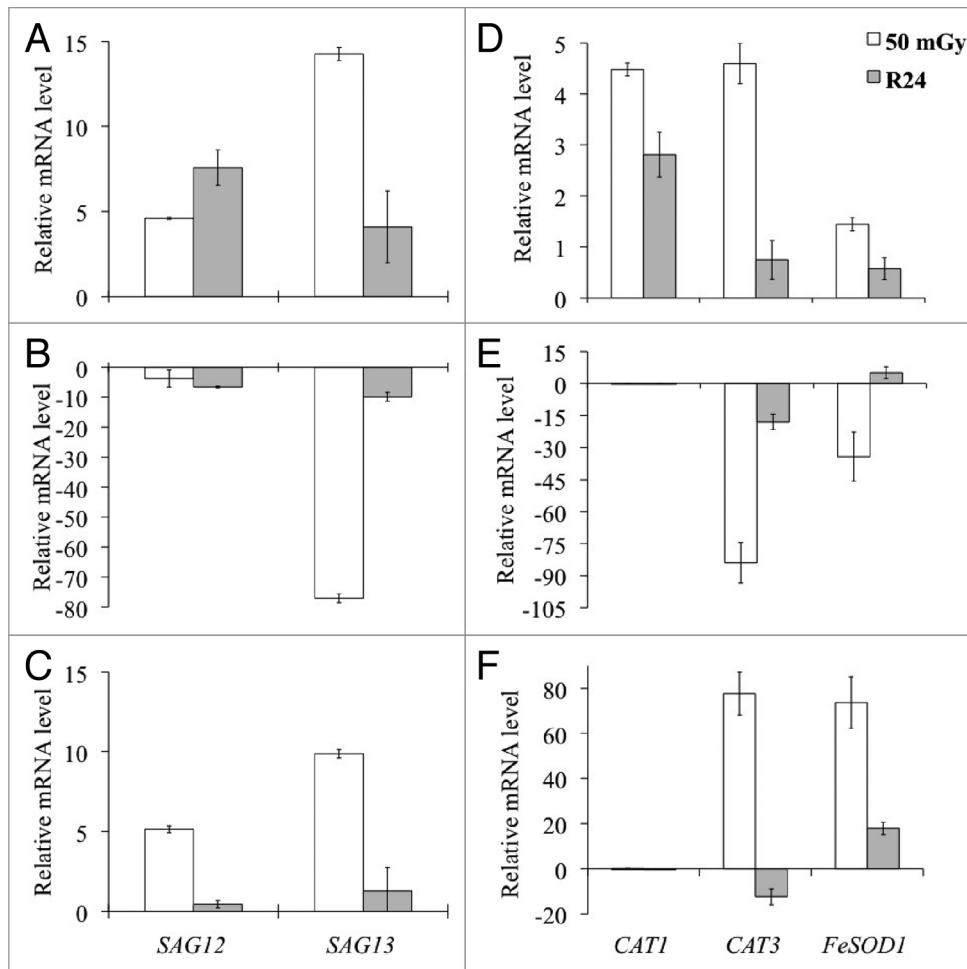 A
Relative mRNA level
15
10
5
0
D
Relative mRNA level
5
4
3
2
1
0
50 mGy
R24
B
Relative mRNA level
0
-10
-20
-30
-40
-50
-60
-70
-80
E
Relative mRNA level
15
0
-15
-30
-45
-60
-75
-90
-105
C
Relative mRNA level
15
10
5
0
SAG12 SAG13
F
Relative mRNA level
80
60
40
20
0
-20
CAT1 CAT3 FeSOD1